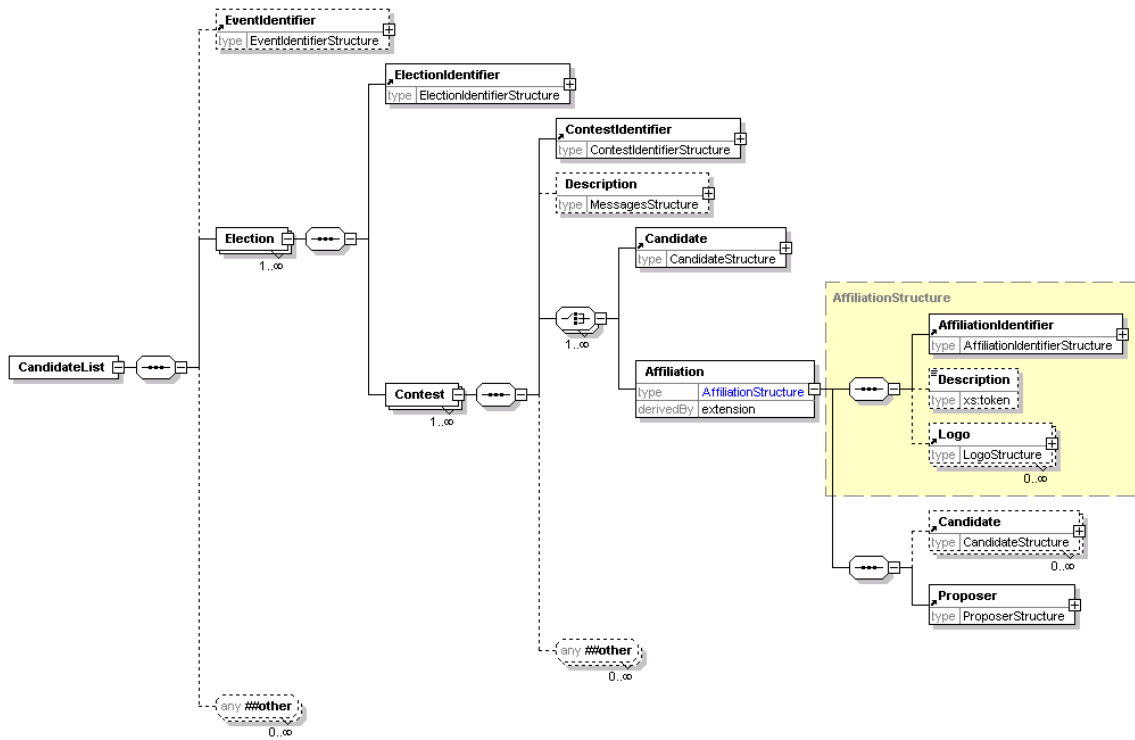 EventIdentifier
type EventIdentifierStructure
ElectionIdentifier
type ElectionIdentifierStructure
ContestIdentifier
type ContestIdentifierStructure
Description
type MessagesStructure
Election
1..∞
Candidate
type CandidateStructure
AffiliationStructure
AffiliationIdentifier
type AffiliationIdentifierStructure
Description
type xs:token
Logo
type LogoStructure
0..∞
1..∞
CandidateList
Affiliation
type AffiliationStructure
derivedBy extension
Contest
1..∞
Candidate
type CandidateStructure
0..∞
Proposer
type ProposerStructure
any ##other
0..∞
any ##other
0..∞